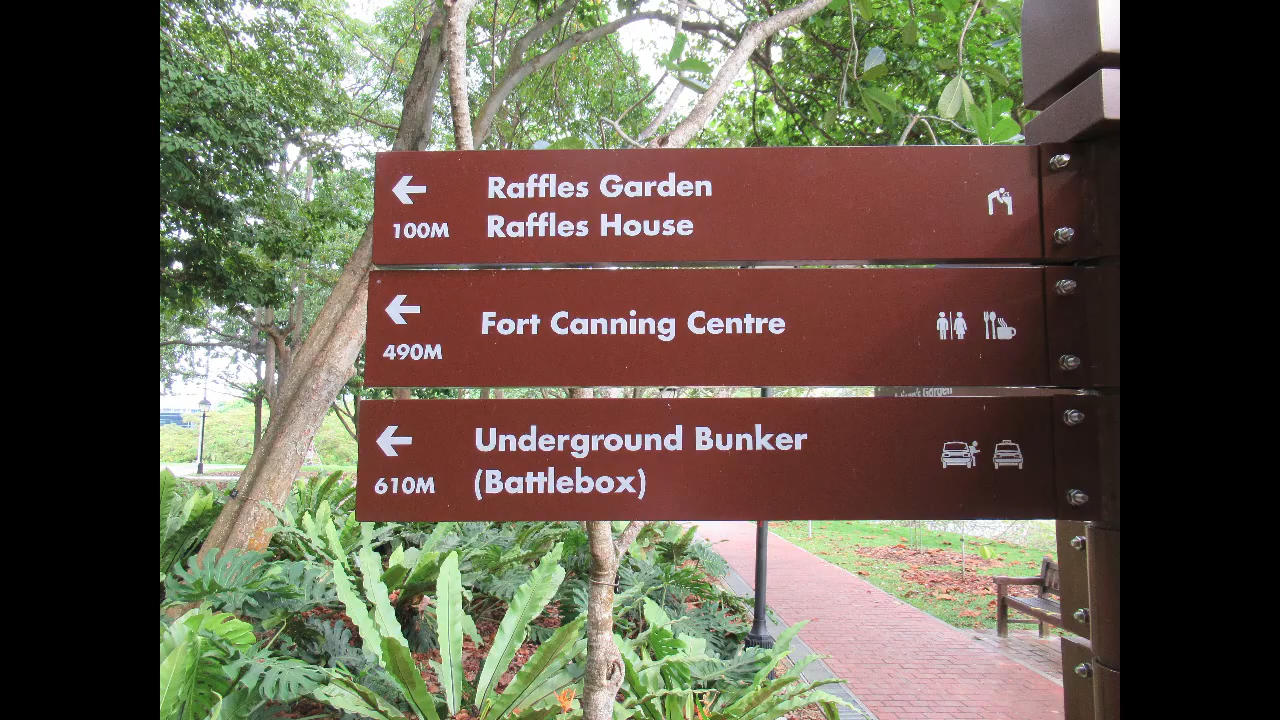 Raffles Garden
100M Raffles House
Fort Canning Centre
490M
Underground Bunker
610M (Battlebox)